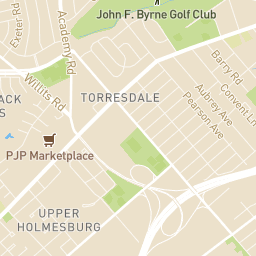 John F. Byrne Golf Club
Exeter Rd
Academy Rd
Barry Rd
Willits Rd
TORRESDALE
Aubrey Ave
Convent Ln
Pearson Ave
ACK
S
PJP Marketplace
UPPER
HOLMESBURG